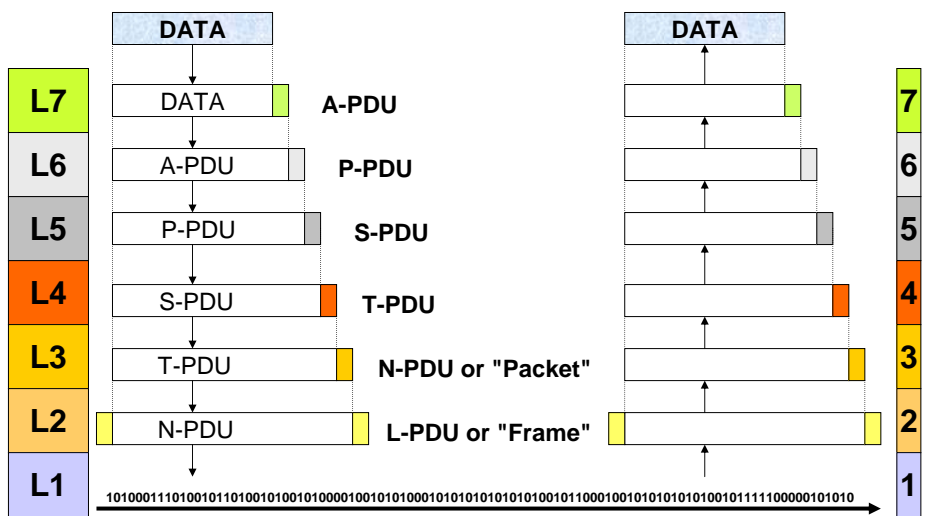 DATA
DATA
L7
DATA
A-PDU
7
L6
A-PDU
P-PDU
6
L5
P-PDU
S-PDU
5
L4
S-PDU
T-PDU
4
L3
T-PDU
N-PDU or "Packet"
3
L2
N-PDU
L-PDU or "Frame"
2
L1
101000111010010110100101001010100001001010101000101010101010101001011000100101010101010100101111100000101010
1